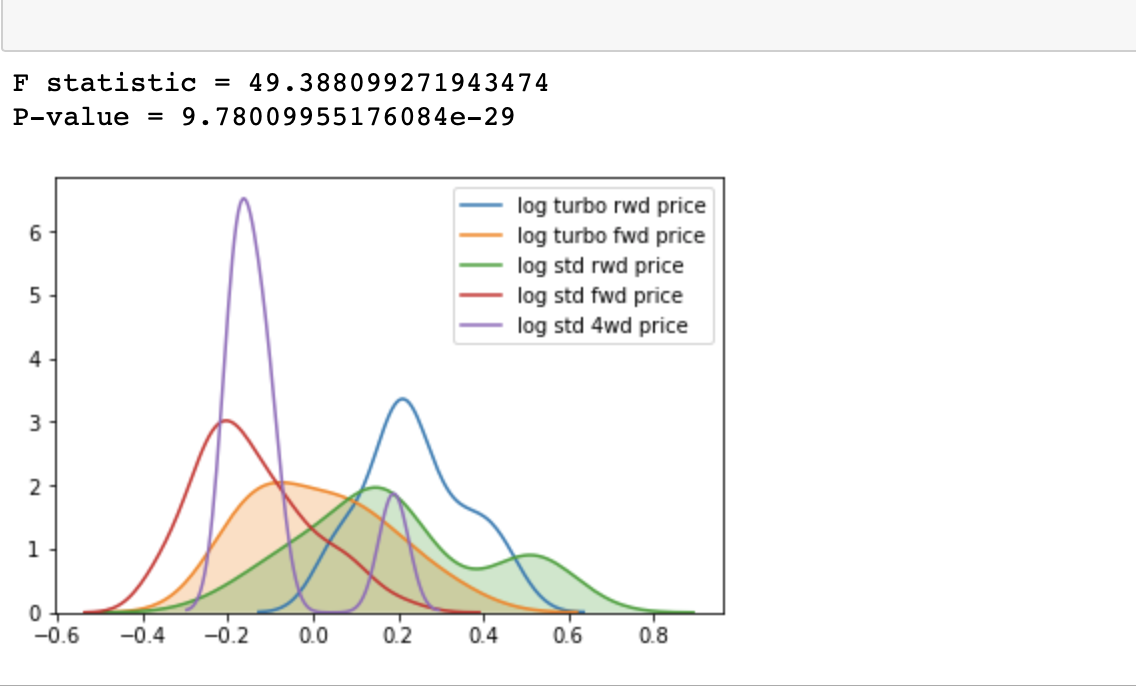 F statistic = 49.388099271943474
P-value = 9.78009955176084e-29
log turbo rwd price
log turbo fwd price
log std rwd price
log std fwd price
log std 4wd price
6
5
4
3
2
1
0
−0.6 −0.4 −0.2 0.0 0.2 0.4 0.6 0.8